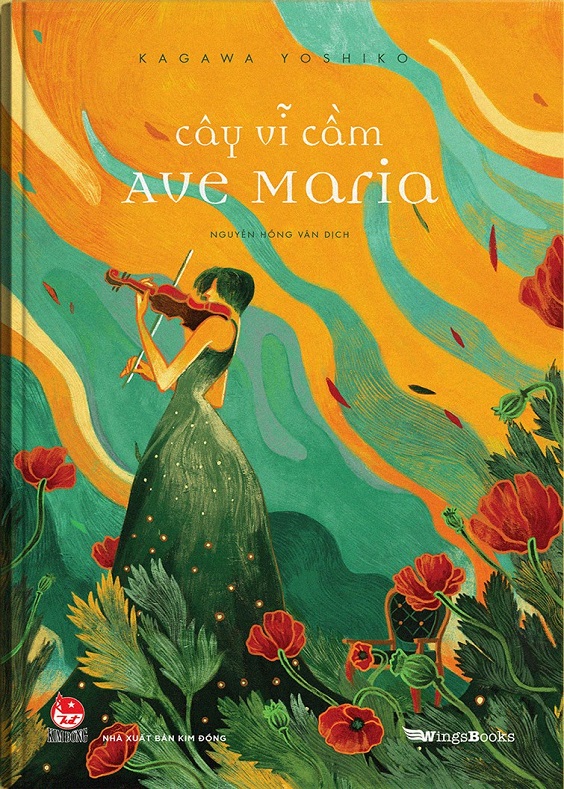 KAGAWA YOSHIKO
cây vĩ cầm
Ave Maria
NGUYỄN HỒNG VÂN DỊCH
KIM ĐỒNG
NHÀ XUẤT BẢN KIM ĐỒNG
WingsBooks